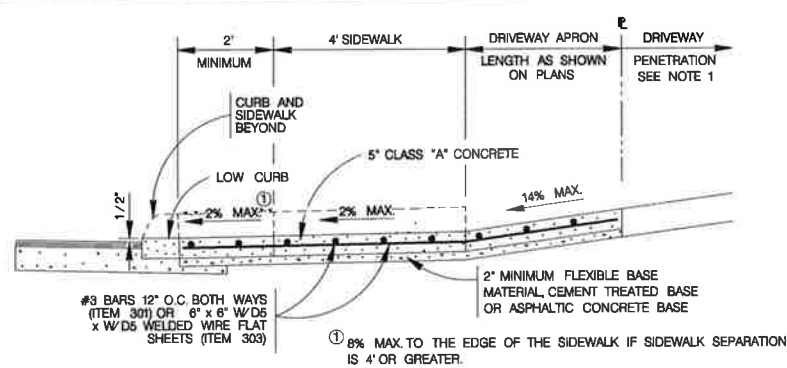 ℄
2' 4' SIDEWALK DRIVEWAY APRON DRIVEWAY
MINIMUM LENGTH AS SHOWN PENETRATION
ON PLANS SEE NOTE 1
CURB AND
SIDEWALK
BEYOND
5" CLASS "A" CONCRETE
LOW CURB
1/2"
2% MAX. ①
2% MAX.
14% MAX.
2" MINIMUM FLEXIBLE BASE
MATERIAL, CEMENT TREATED BASE
OR ASPHALTIC CONCRETE BASE
#3 BARS 12" O.C. BOTH WAYS
(ITEM 301) OR 6" x 6" W/D5
x W/D5 WELDED WIRE FLAT
SHEETS (ITEM 303)
① 8% MAX. TO THE EDGE OF THE SIDEWALK IF SIDEWALK SEPARATION
IS 4' OR GREATER.